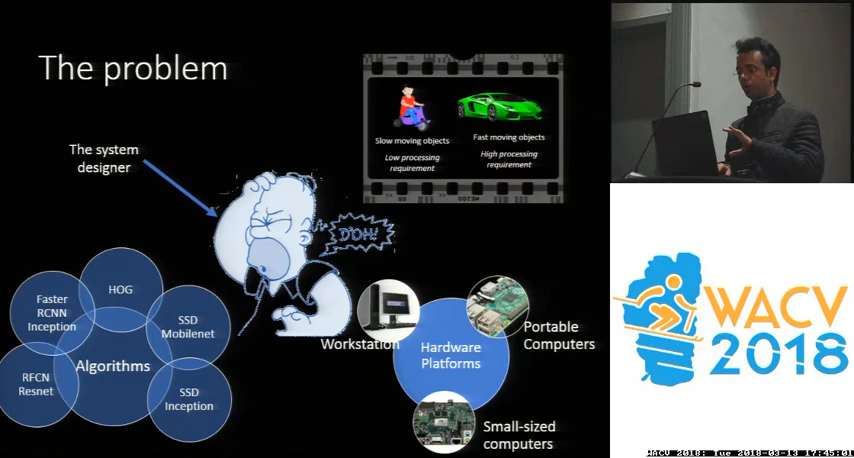 The problem
The system
designer
Slow moving objects
Low processing
requirement
Fast moving objects
High processing
requirement
D'OH!
HOG
Faster
RCNN
Inception
SSD
Mobilenet
Algorithms
RFCN
Resnet
SSD
Inception
Workstation
Hardware
Platforms
Portable
Computers
Small-sized
computers
WACV
2018
WACV 2018: Tue 2018-03-13 17:45:01